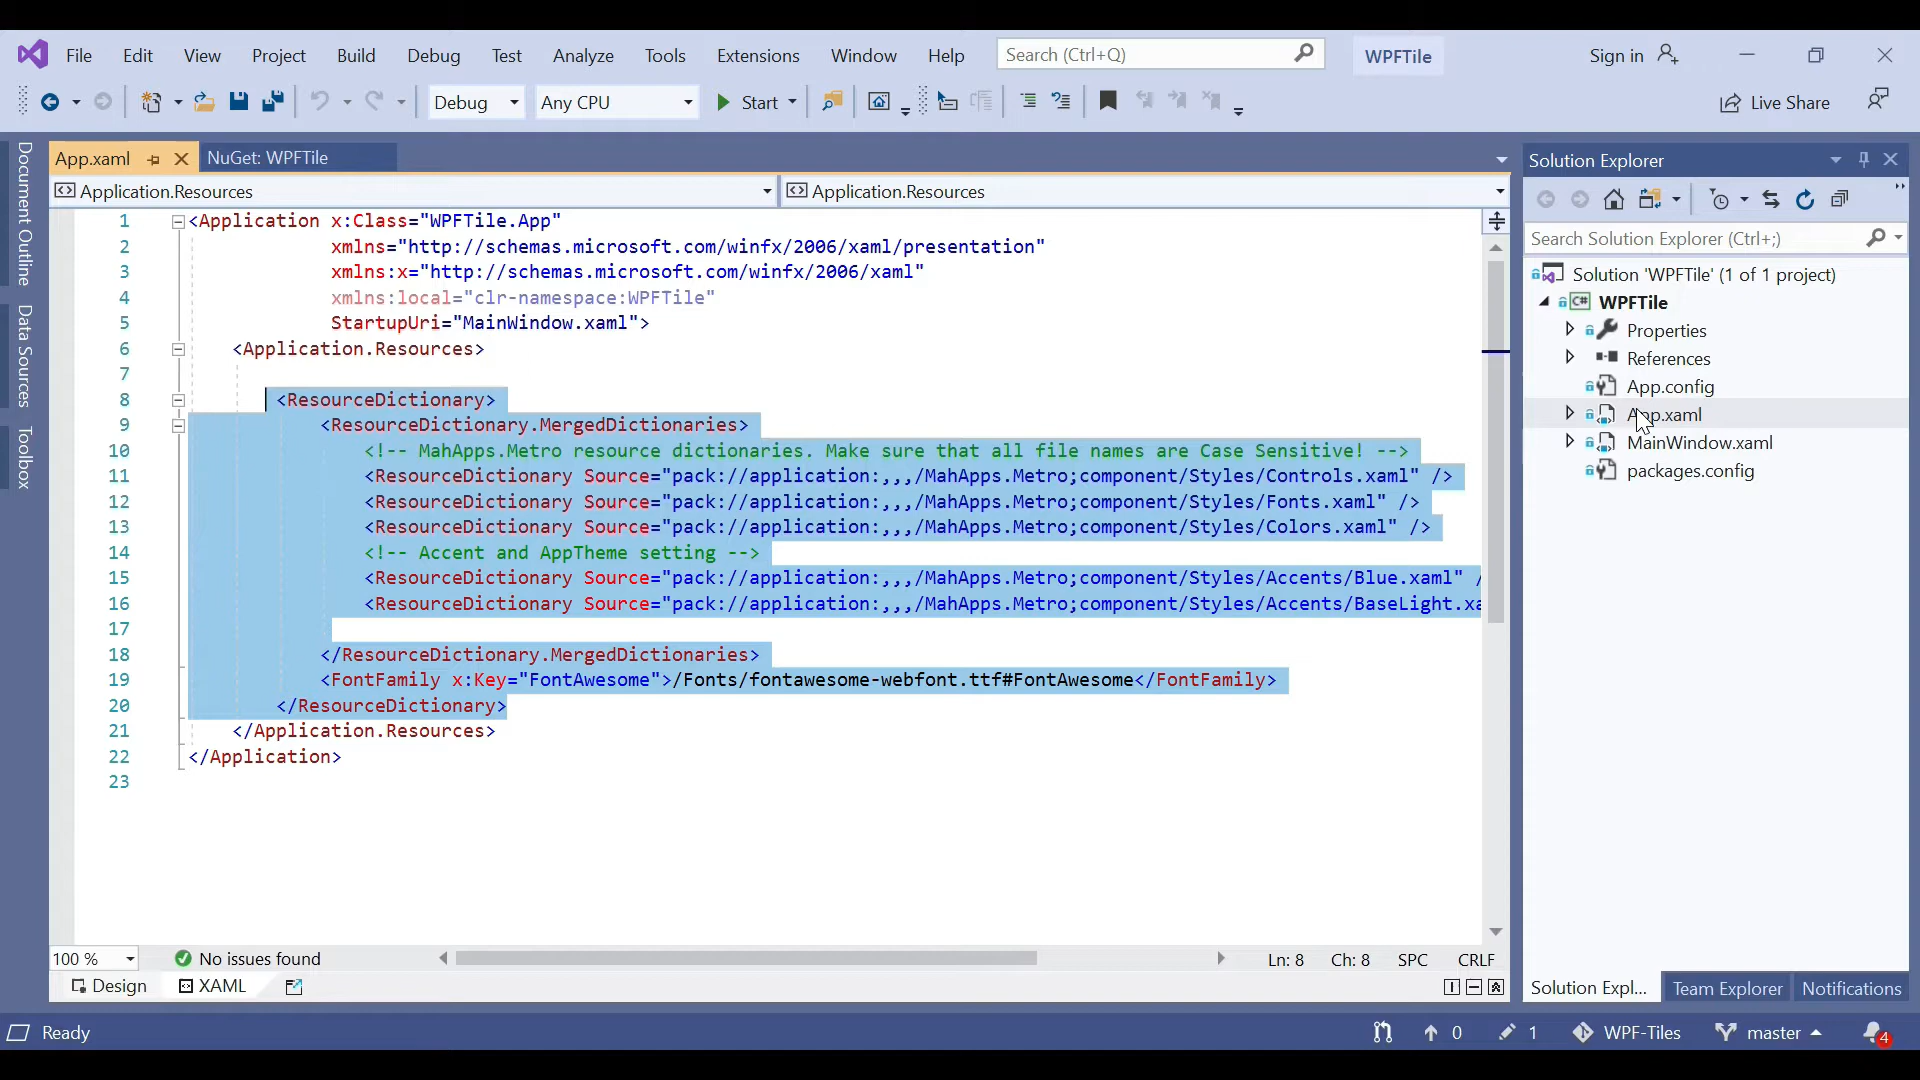 File Edit View Project Build Debug Test Analyze Tools Extensions Window Help Search (Ctrl+Q) WPFTile Sign in
Debug Any CPU Start Live Share
Document Outline
Data Sources
Toolbox
App.xaml NuGet: WPFTile
Application.Resources Application.Resources
1 <Application x:Class="WPFTile.App"
2 xmlns="http://schemas.microsoft.com/winfx/2006/xaml/presentation"
3 xmlns:x="http://schemas.microsoft.com/winfx/2006/xaml"
4 xmlns:local="clr-namespace:WPFTile"
5 StartupUri="MainWindow.xaml">
6 <Application.Resources>
7
8 <ResourceDictionary>
9 <ResourceDictionary.MergedDictionaries>
10 <!-- MahApps.Metro resource dictionaries. Make sure that all file names are Case Sensitive! -->
11 <ResourceDictionary Source="pack://application:,,,/MahApps.Metro;component/Styles/Controls.xaml" />
12 <ResourceDictionary Source="pack://application:,,,/MahApps.Metro;component/Styles/Fonts.xaml" />
13 <ResourceDictionary Source="pack://application:,,,/MahApps.Metro;component/Styles/Colors.xaml" />
14 <!-- Accent and AppTheme setting -->
15 <ResourceDictionary Source="pack://application:,,,/MahApps.Metro;component/Styles/Accents/Blue.xaml" /
16 <ResourceDictionary Source="pack://application:,,,/MahApps.Metro;component/Styles/Accents/BaseLight.xa
17
18 </ResourceDictionary.MergedDictionaries>
19 <FontFamily x:Key="FontAwesome">/Fonts/fontawesome-webfont.ttf#FontAwesome</FontFamily>
20 </ResourceDictionary>
21 </Application.Resources>
22 </Application>
23
100 % No issues found Ln: 8 Ch: 8 SPC CRLF
Design XAML
Solution Explorer
Search Solution Explorer (Ctrl+;)
Solution 'WPFTile' (1 of 1 project)
C# WPFTile
Properties
References
App.config
App.xaml
MainWindow.xaml
packages.config
Solution Expl... Team Explorer Notifications
Ready 0 1 WPF-Tiles master 4